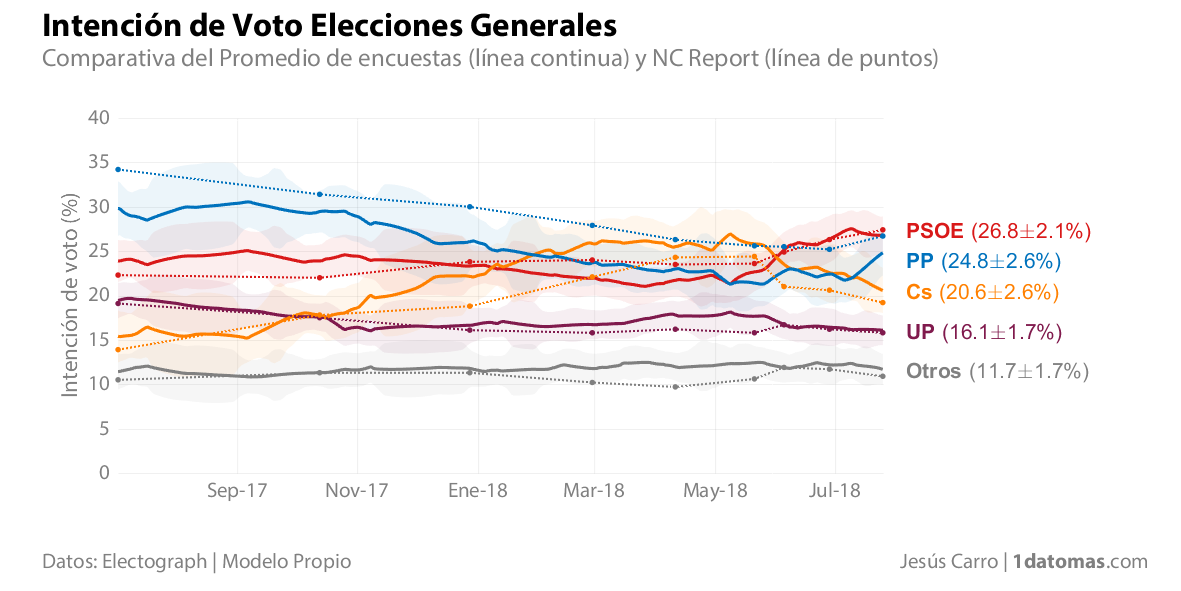 Intención de Voto Elecciones Generales
Comparativa del Promedio de encuestas (línea continua) y NC Report (línea de puntos)
Intención de voto (%)
40
35
30
25
20
15
10
5
0
Sep-17
Nov-17
Ene-18
Mar-18
May-18
Jul-18
PSOE (26.8±2.1%)
PP (24.8±2.6%)
Cs (20.6±2.6%)
UP (16.1±1.7%)
Otros (11.7±1.7%)
Datos: Electograph | Modelo Propio
Jesús Carro | 1datomas.com